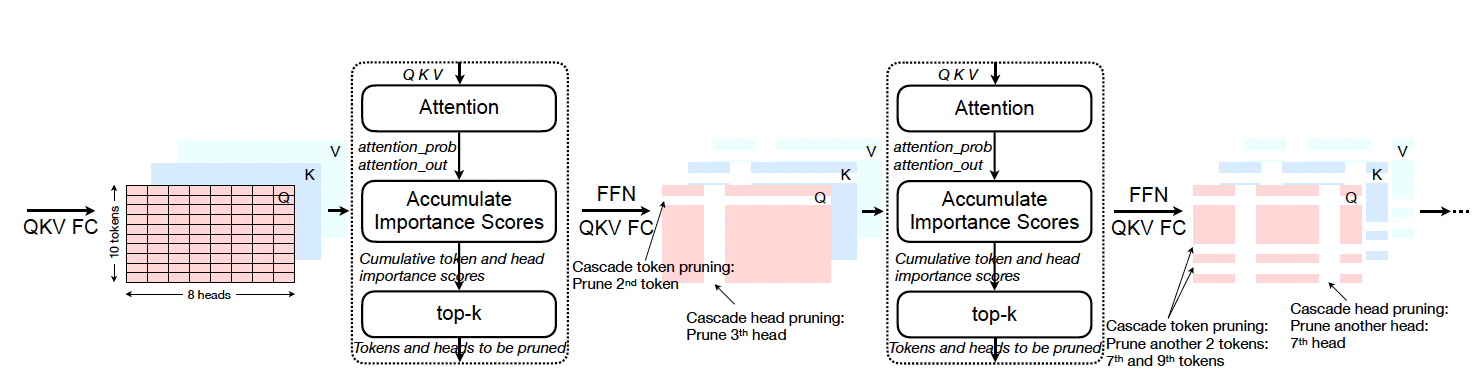 QKV FC
10 tokens
8 heads
Q
K
V
Q K V
Attention
attention_prob
attention_out
Accumulate
Importance Scores
Cumulative token and head
importance scores
top-k
Tokens and heads to be pruned
FFN
QKV FC
Cascade token pruning:
Prune 2nd token
Cascade head pruning:
Prune 3th head
Q
K
V
Q K V
Attention
attention_prob
attention_out
Accumulate
Importance Scores
Cumulative token and head
importance scores
top-k
Tokens and heads to be pruned
FFN
QKV FC
Cascade token pruning:
Prune another 2 tokens:
7th and 9th tokens
Q
K
V
Cascade head pruning:
Prune another head:
7th head